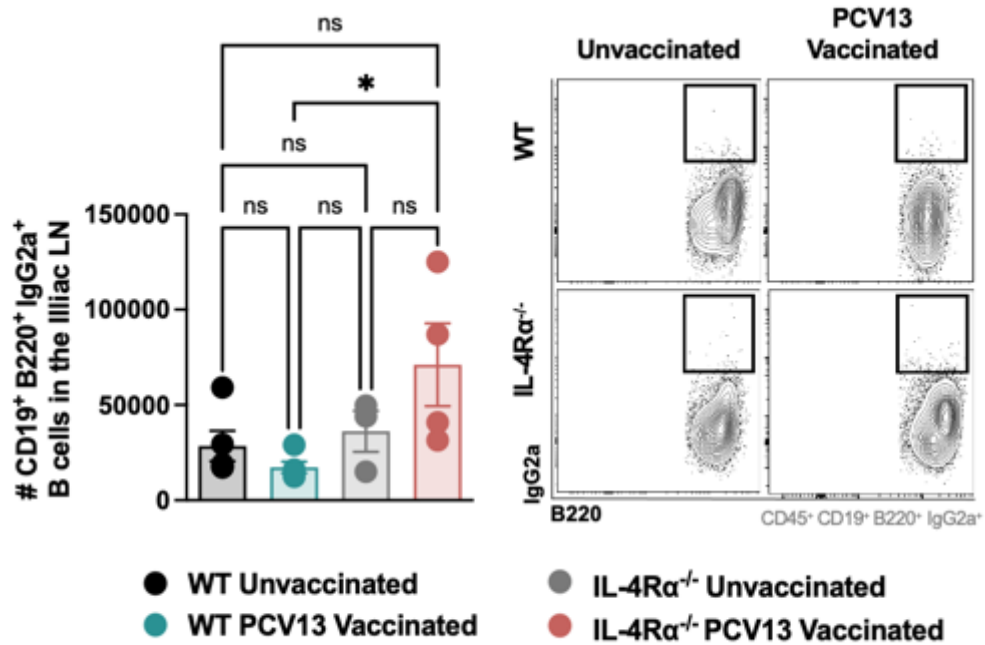 ns
*
ns
ns
ns
ns
150000
100000
50000
0
# CD19⁺ B220⁺ IgG2a⁺
B cells in the Illiac LN
Unvaccinated
PCV13
Vaccinated
WT
IL-4Rα⁻/⁻
IgG2a
B220
CD45⁺ CD19⁺ B220⁺ IgG2a⁺
WT Unvaccinated
WT PCV13 Vaccinated
IL-4Rα⁻/⁻ Unvaccinated
IL-4Rα⁻/⁻ PCV13 Vaccinated